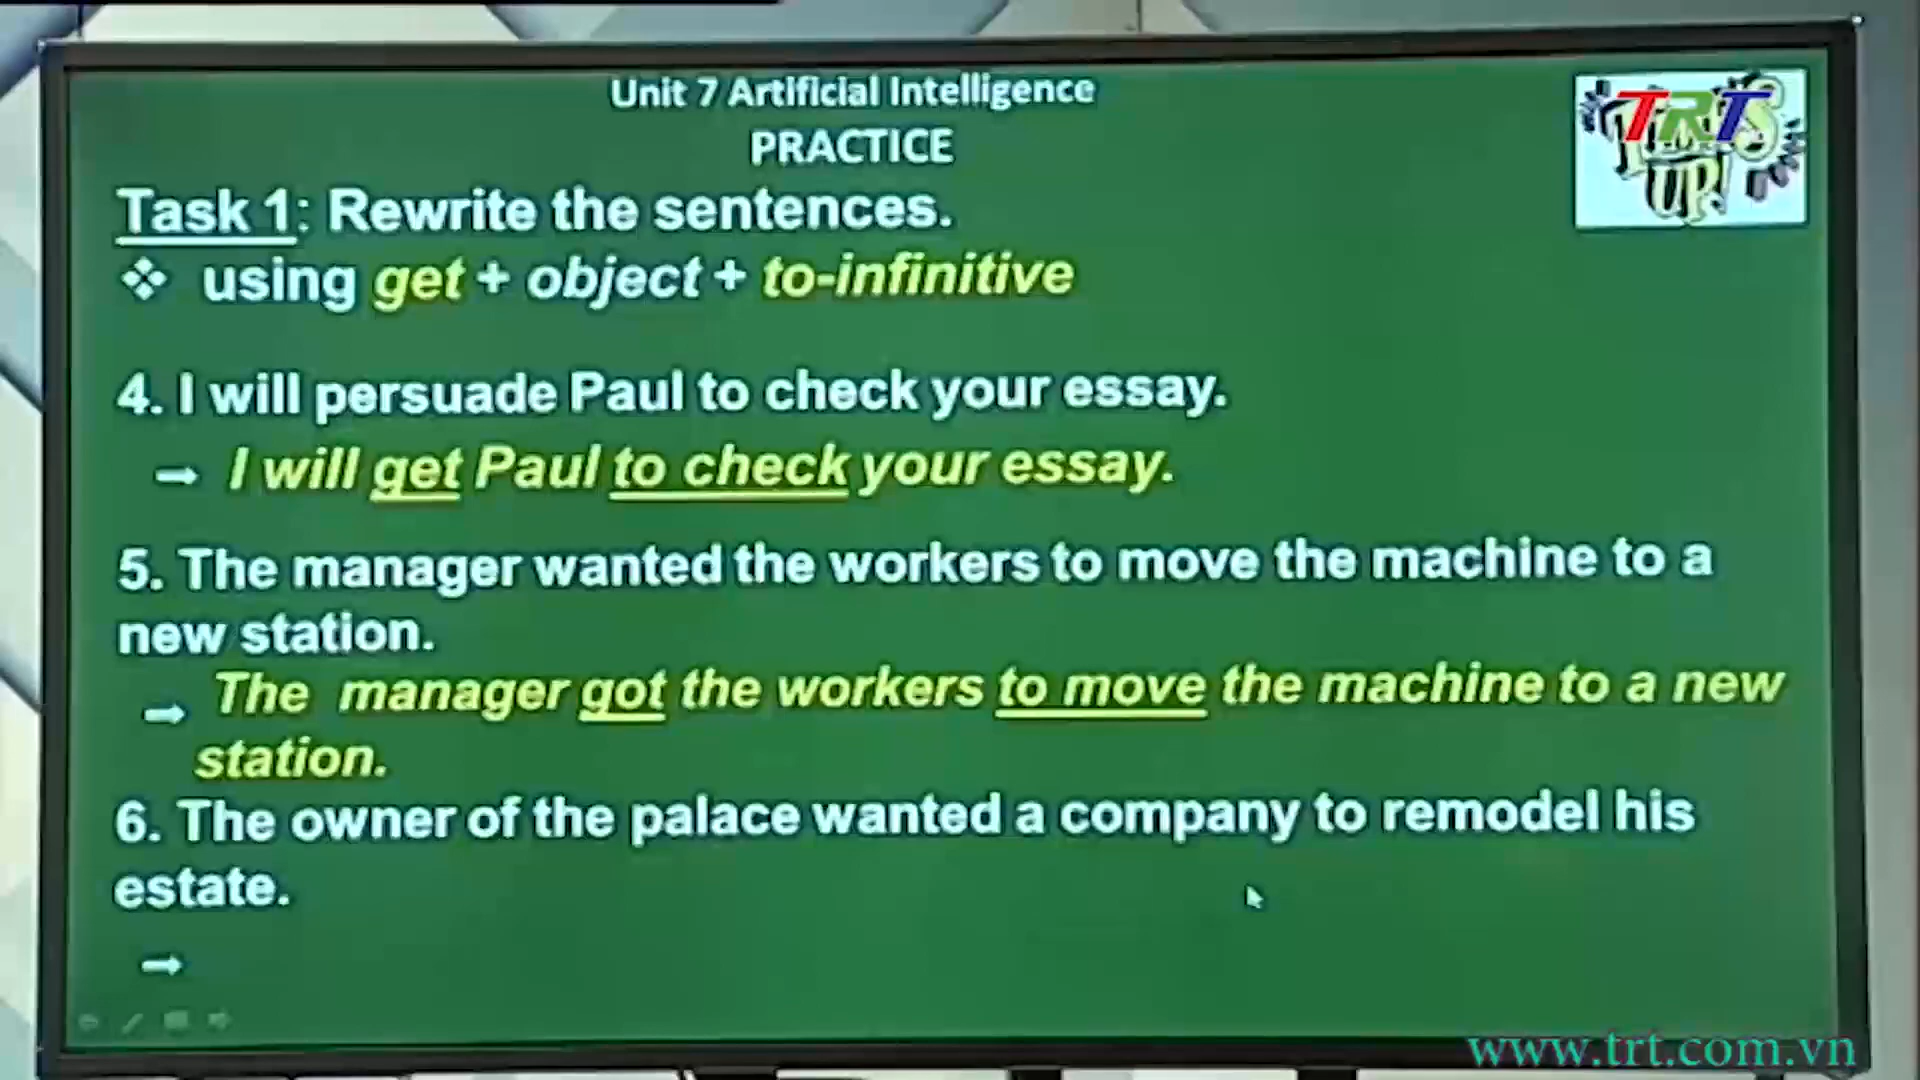 Unit 7 Artificial Intelligence
PRACTICE
TRT
UP!
Task 1: Rewrite the sentences.
❖ using get + object + to-infinitive
4. I will persuade Paul to check your essay.
➞ I will get Paul to check your essay.
5. The manager wanted the workers to move the machine to a
new station.
➞ The manager got the workers to move the machine to a new
station.
6. The owner of the palace wanted a company to remodel his
estate.
➞
www.trt.com.vn